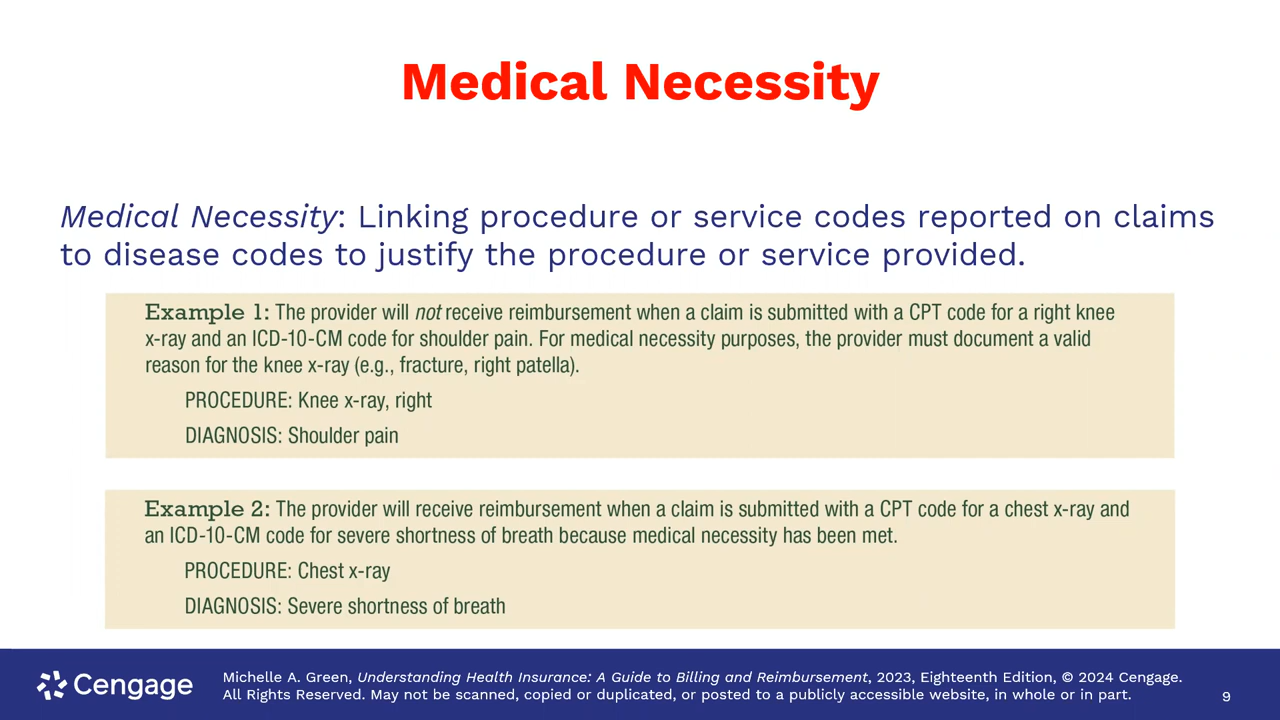 Medical Necessity
Medical Necessity: Linking procedure or service codes reported on claims
to disease codes to justify the procedure or service provided.
Example 1: The provider will not receive reimbursement when a claim is submitted with a CPT code for a right knee
x-ray and an ICD-10-CM code for shoulder pain. For medical necessity purposes, the provider must document a valid
reason for the knee x-ray (e.g., fracture, right patella).
PROCEDURE: Knee x-ray, right
DIAGNOSIS: Shoulder pain
Example 2: The provider will receive reimbursement when a claim is submitted with a CPT code for a chest x-ray and
an ICD-10-CM code for severe shortness of breath because medical necessity has been met.
PROCEDURE: Chest x-ray
DIAGNOSIS: Severe shortness of breath
Cengage
Michelle A. Green, Understanding Health Insurance: A Guide to Billing and Reimbursement, 2023, Eighteenth Edition, © 2024 Cengage.
All Rights Reserved. May not be scanned, copied or duplicated, or posted to a publicly accessible website, in whole or in part.
9